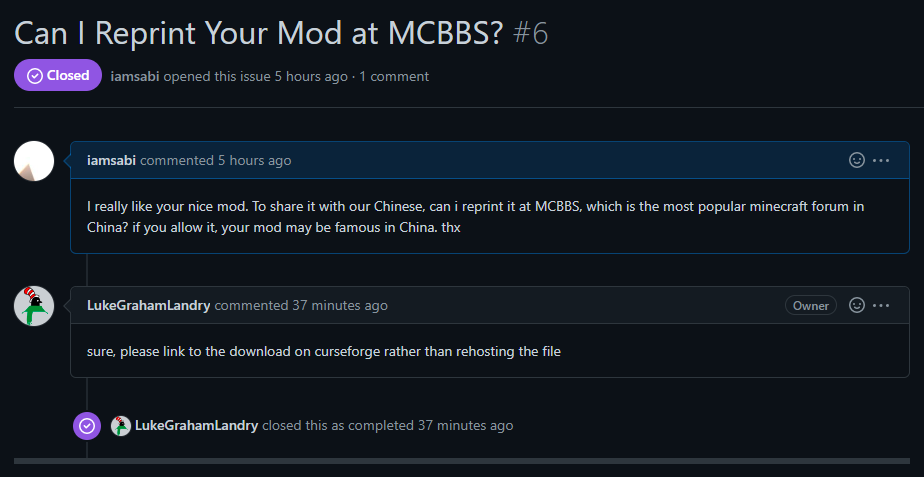 Can I Reprint Your Mod at MCBBS? #6
Closed iamsabi opened this issue 5 hours ago · 1 comment
iamsabi commented 5 hours ago
I really like your nice mod. To share it with our Chinese, can i reprint it at MCBBS, which is the most popular minecraft forum in
China? if you allow it, your mod may be famous in China. thx
LukeGrahamLandry commented 37 minutes ago Owner
sure, please link to the download on curseforge rather than rehosting the file
LukeGrahamLandry closed this as completed 37 minutes ago